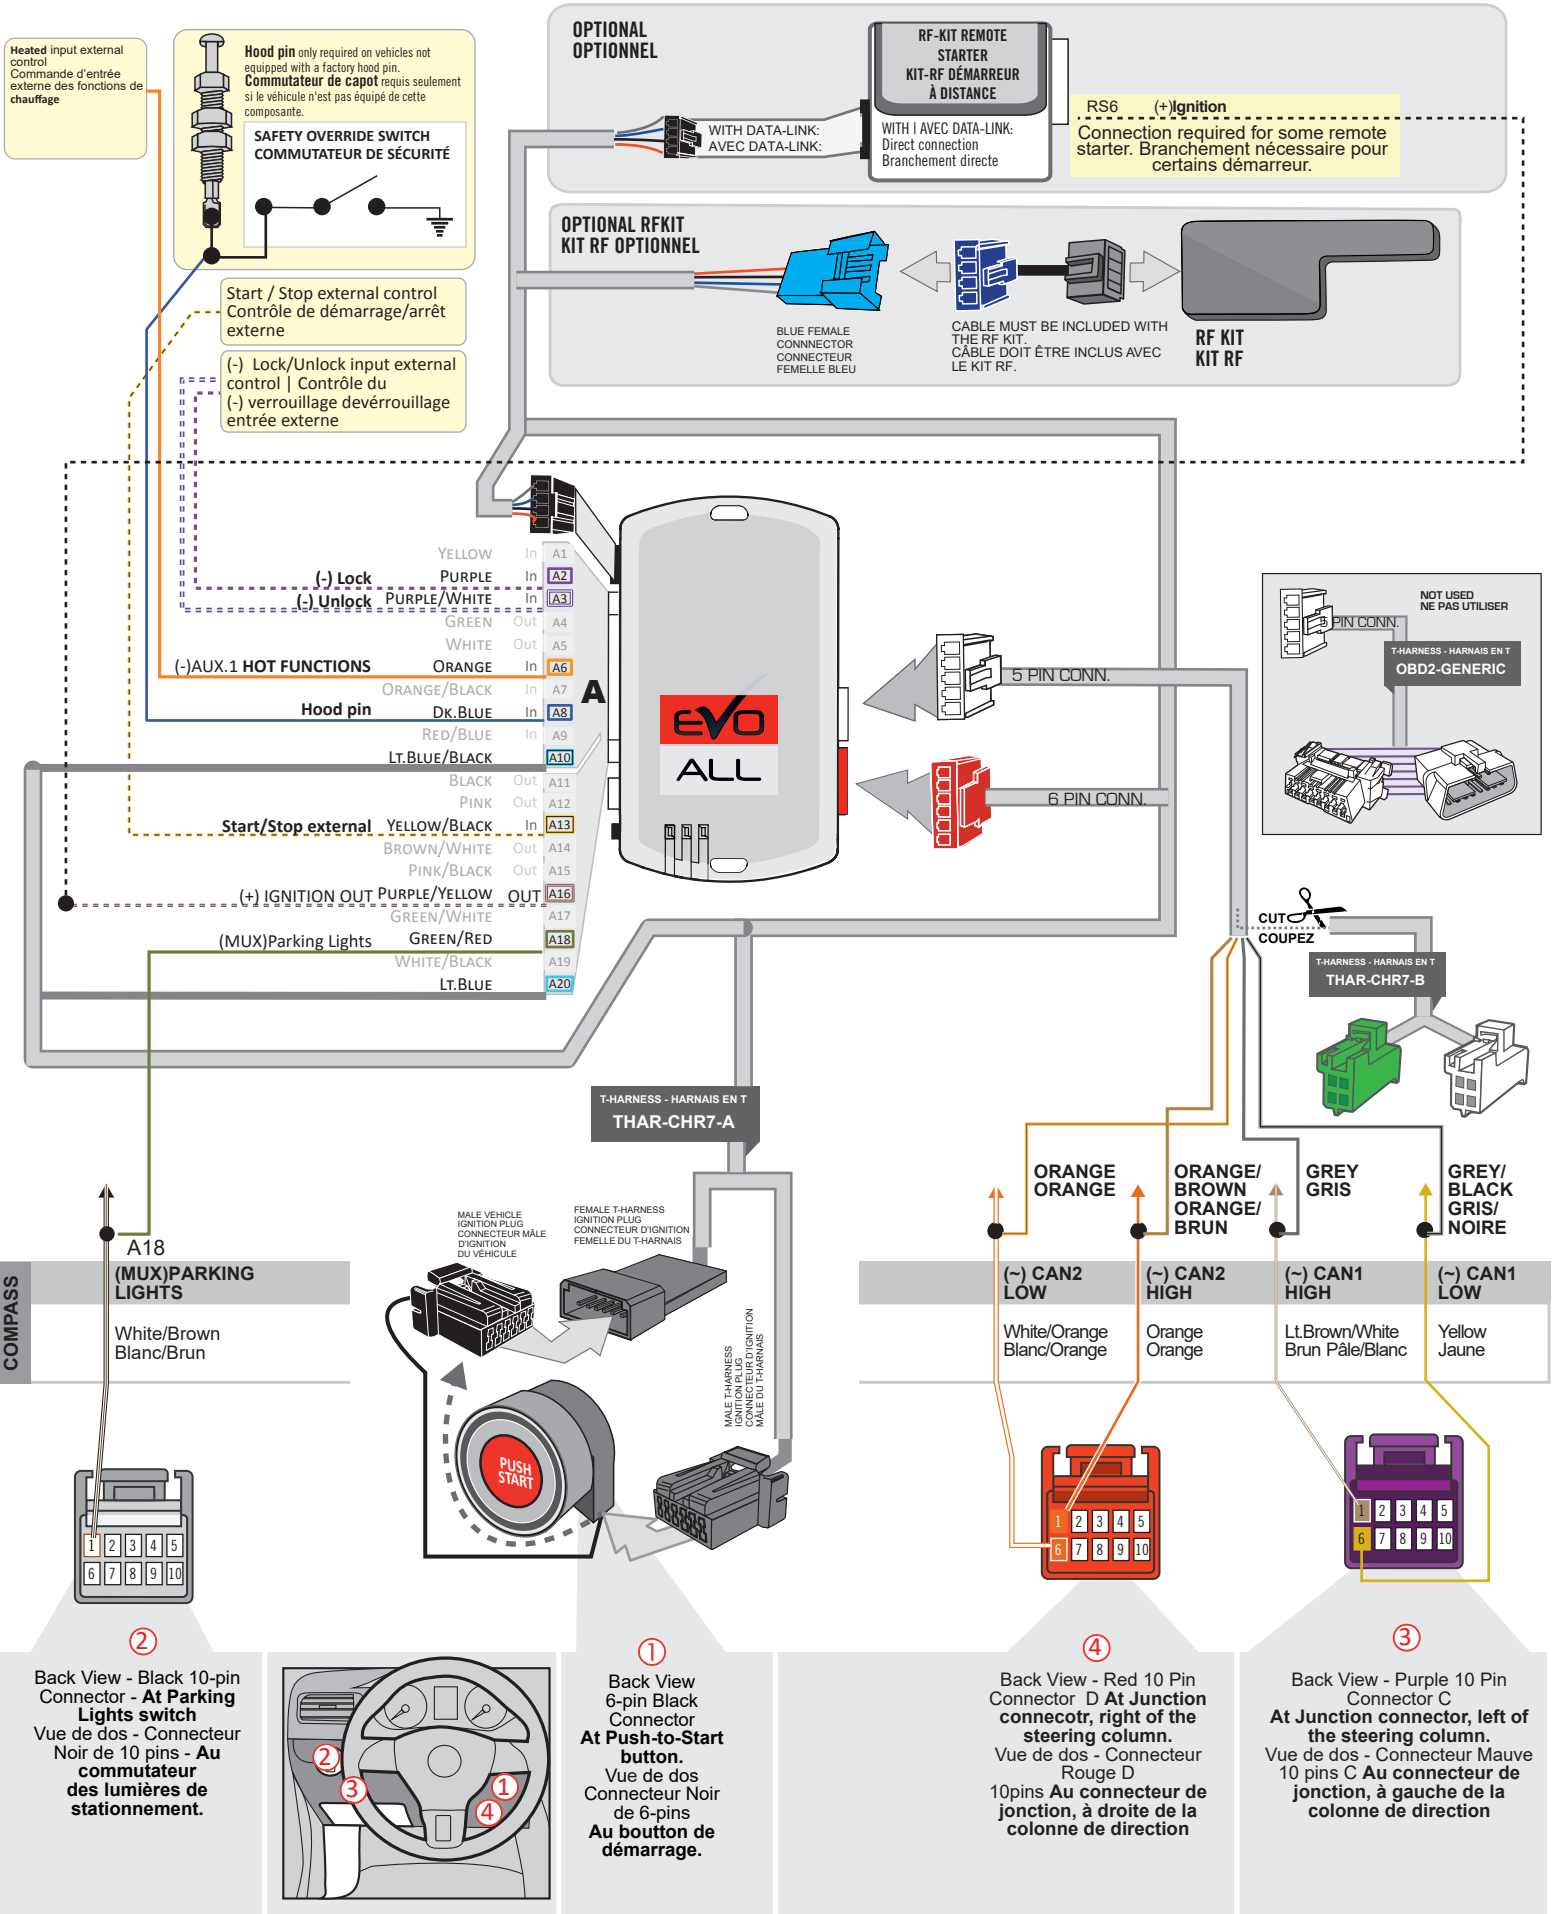 Heated input external
control
Commande d'entrée
externe des fonctions de
chauffage
Hood pin only required on vehicles not
equipped with a factory hood pin.
Commutateur de capot requis seulement
si le véhicule n'est pas équipé de cette
composante.
SAFETY OVERRIDE SWITCH
COMMUTATEUR DE SÉCURITÉ
Start / Stop external control
Contrôle de démarrage/arrêt
externe
(-) Lock/Unlock input external
control | Contrôle du
(-) verrouillage devérrouillage
entrée externe
OPTIONAL
OPTIONNEL
RF-KIT REMOTE
STARTER
KIT-RF DÉMARREUR
À DISTANCE
WITH DATA-LINK:
AVEC DATA-LINK:
WITH | AVEC DATA-LINK:
Direct connection
Branchement directe
RS6 (+)Ignition
Connection required for some remote
starter. Branchement nécessaire pour
certains démarreur.
OPTIONAL RFKIT
KIT RF OPTIONNEL
BLUE FEMALE
CONNNECTOR
CONNECTEUR
FEMELLE BLEU
CABLE MUST BE INCLUDED WITH
THE RF KIT.
CÂBLE DOIT ÊTRE INCLUS AVEC
LE KIT RF.
RF KIT
KIT RF
YELLOW In A1
(-) Lock PURPLE In A2
(-) Unlock PURPLE/WHITE In A3
GREEN Out A4
WHITE Out A5
(-)AUX.1 HOT FUNCTIONS ORANGE In A6
ORANGE/BLACK In A7
Hood pin DK.BLUE In A8
RED/BLUE In A9
LT.BLUE/BLACK A10
BLACK Out A11
PINK Out A12
Start/Stop external YELLOW/BLACK In A13
BROWN/WHITE Out A14
PINK/BLACK Out A15
(+) IGNITION OUT PURPLE/YELLOW OUT A16
GREEN/WHITE A17
(MUX)Parking Lights GREEN/RED A18
WHITE/BLACK A19
LT.BLUE A20
A
EVO
ALL
5 PIN CONN.
6 PIN CONN.
NOT USED
NE PAS UTILISER
5 PIN CONN.
T-HARNESS - HARNAIS EN T
OBD2-GENERIC
CUT
COUPEZ
T-HARNESS - HARNAIS EN T
THAR-CHR7-B
T-HARNESS - HARNAIS EN T
THAR-CHR7-A
ORANGE
ORANGE
ORANGE/
BROWN
ORANGE/
BRUN
GREY
GRIS
GREY/
BLACK
GRIS/
NOIRE
COMPASS
A18
(MUX)PARKING
LIGHTS
White/Brown
Blanc/Brun
MALE VEHICLE
IGNITION PLUG
CONNECTEUR MÂLE
D'IGNITION
DU VÉHICULE
FEMALE T-HARNESS
IGNITION PLUG
CONNECTEUR D'IGNITION
FEMELLE DU T-HARNAIS
MALE T-HARNESS
IGNITION PLUG
CONNECTEUR D'IGNITION
MÂLE DU T-HARNAIS
PUSH
START
(~) CAN2
LOW
(~) CAN2
HIGH
(~) CAN1
HIGH
(~) CAN1
LOW
White/Orange
Blanc/Orange
Orange
Orange
Lt.Brown/White
Brun Pâle/Blanc
Yellow
Jaune
1 2 3 4 5
6 7 8 9 10
1 2 3 4 5
6 7 8 9 10
1 2 3 4 5
6 7 8 9 10
2
Back View - Black 10-pin
Connector - At Parking
Lights switch
Vue de dos - Connecteur
Noir de 10 pins - Au
commutateur
des lumières de
stationnement.
2
3
1
4
1
Back View
6-pin Black
Connector
At Push-to-Start
button.
Vue de dos
Connecteur Noir
de 6-pins
Au boutton de
démarrage.
4
Back View - Red 10 Pin
Connector D At Junction
connecotr, right of the
steering column.
Vue de dos - Connecteur
Rouge D
10pins Au connecteur de
jonction, à droite de la
colonne de direction
3
Back View - Purple 10 Pin
Connector C
At Junction connector, left of
the steering column.
Vue de dos - Connecteur Mauve
10 pins C Au connecteur de
jonction, à gauche de la
colonne de direction